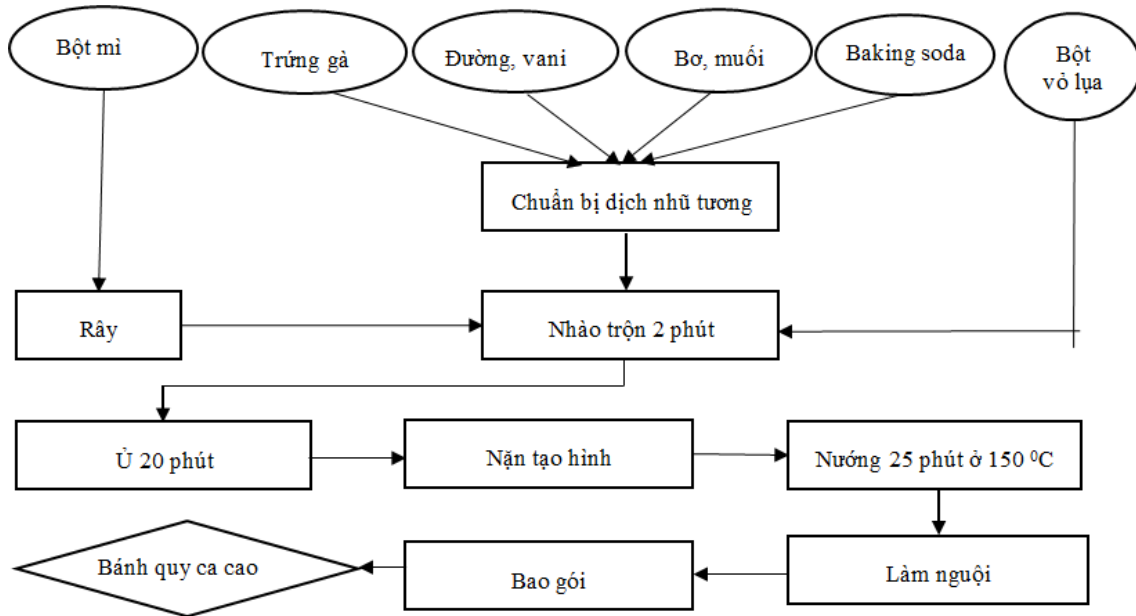 Bột mì
Trứng gà
Đường, vani
Bơ, muối
Baking soda
Bột
vỏ lụa
Chuẩn bị dịch nhũ tương
Rây
Nhào trộn 2 phút
Ủ 20 phút
Nặn tạo hình
Nướng 25 phút ở 150 ⁰C
Bánh quy ca cao
Bao gói
Làm nguội